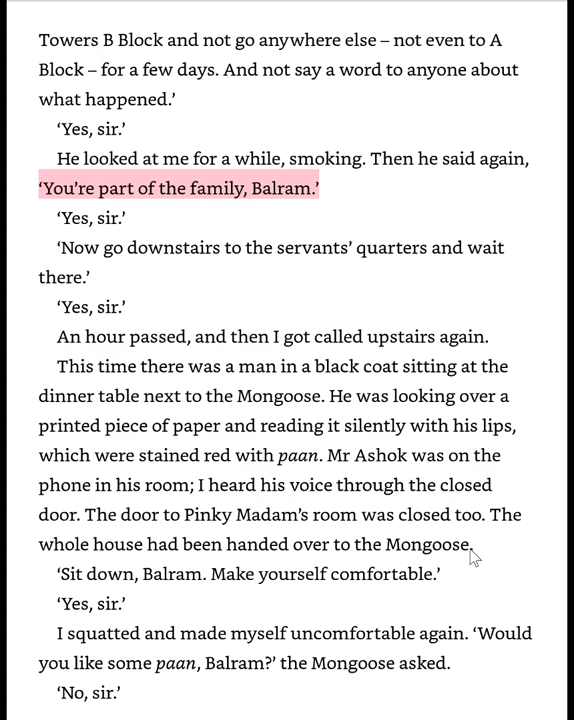 Towers B Block and not go anywhere else – not even to A
Block – for a few days. And not say a word to anyone about
what happened.’
‘Yes, sir.’
He looked at me for a while, smoking. Then he said again,
‘You’re part of the family, Balram.’
‘Yes, sir.’
‘Now go downstairs to the servants’ quarters and wait
there.’
‘Yes, sir.’
An hour passed, and then I got called upstairs again.
This time there was a man in a black coat sitting at the
dinner table next to the Mongoose. He was looking over a
printed piece of paper and reading it silently with his lips,
which were stained red with paan. Mr Ashok was on the
phone in his room; I heard his voice through the closed
door. The door to Pinky Madam’s room was closed too. The
whole house had been handed over to the Mongoose.
‘Sit down, Balram. Make yourself comfortable.’
‘Yes, sir.’
I squatted and made myself uncomfortable again. ‘Would
you like some paan, Balram?’ the Mongoose asked.
‘No, sir.’